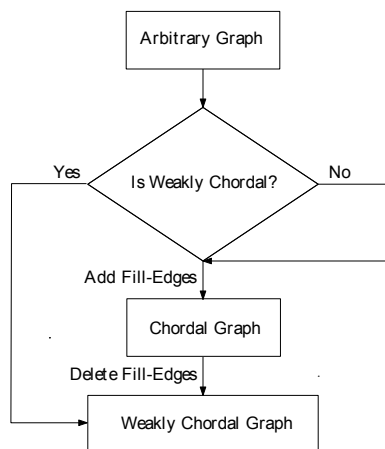 Arbitrary Graph
Yes
No
Is Weakly Chordal?
Add Fill-Edges
Chordal Graph
Delete Fill-Edges
Weakly Chordal Graph